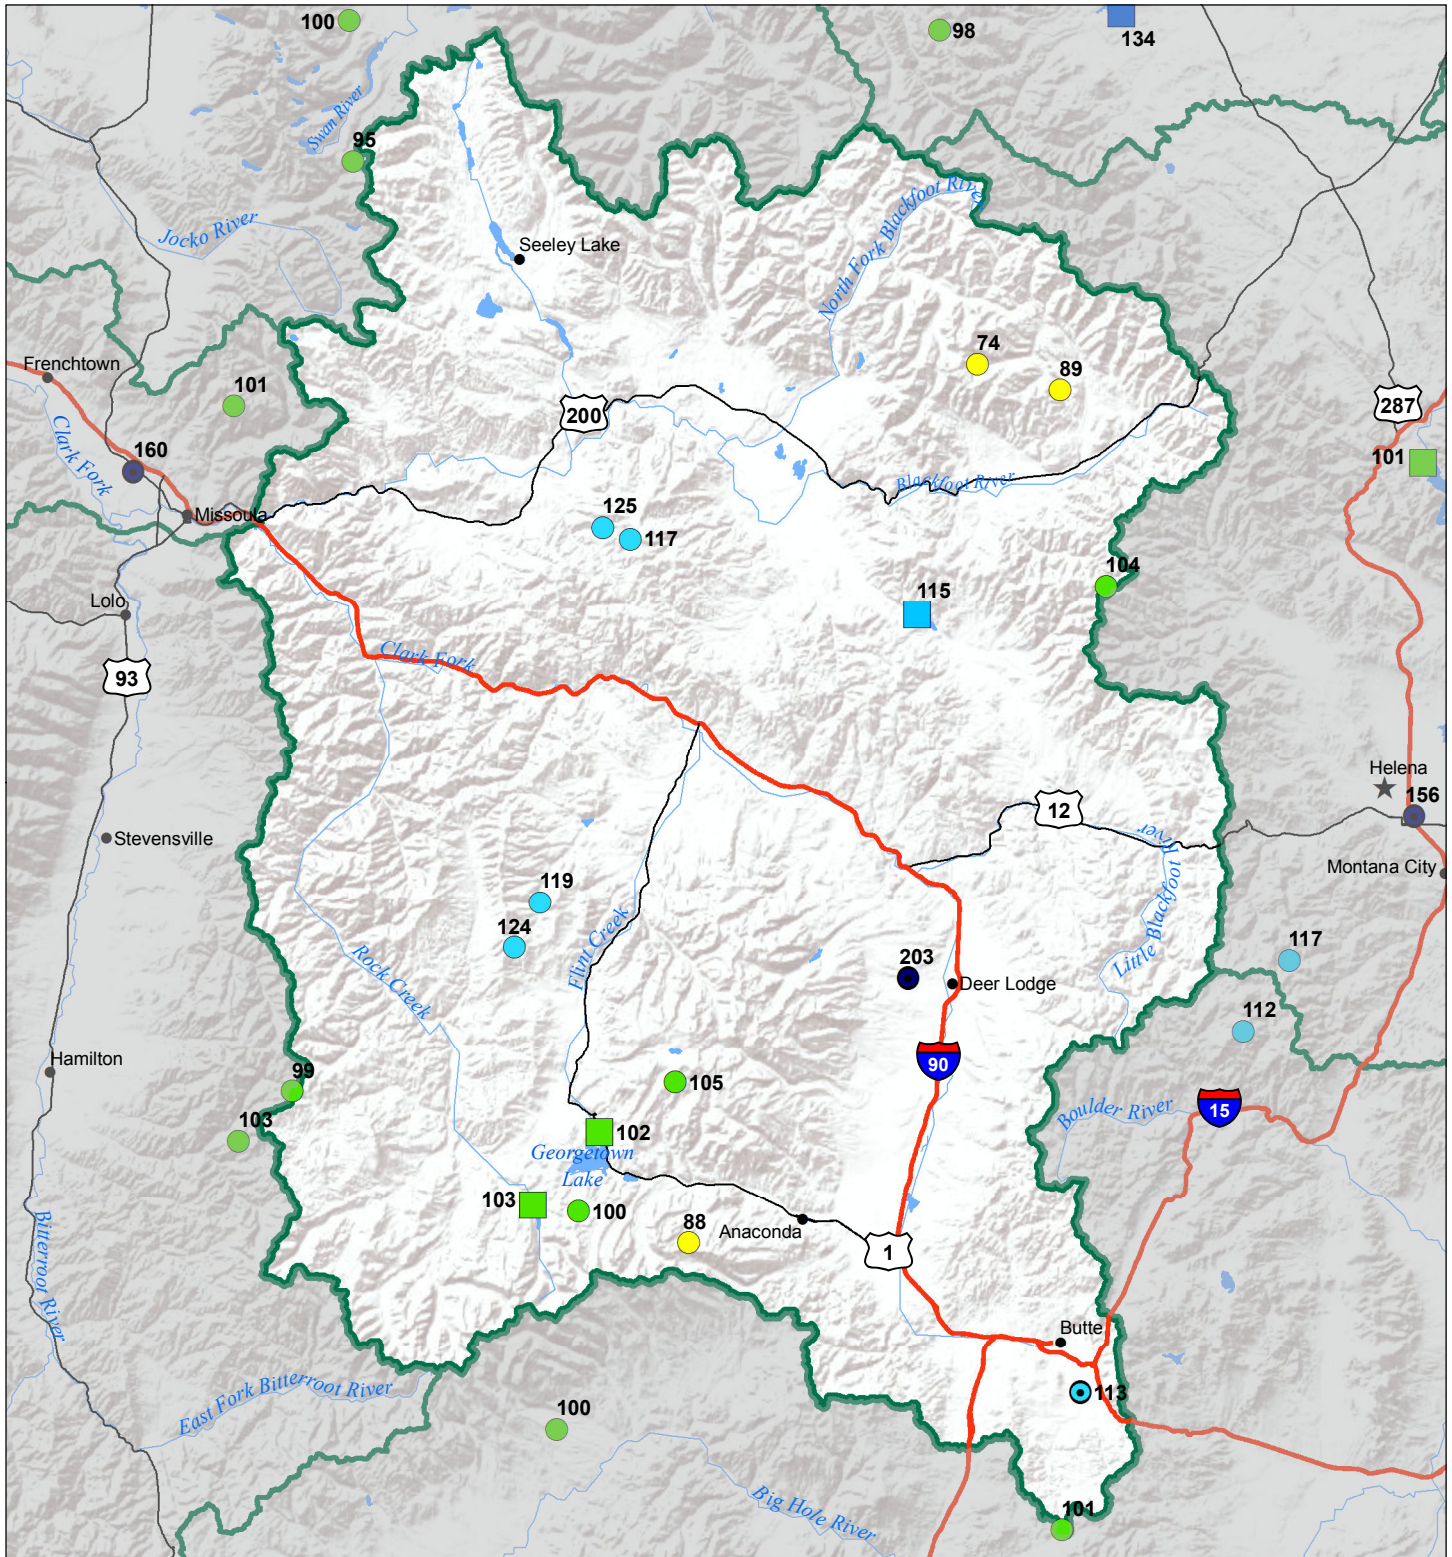 100
98
134
Swan River
95
Jocko River
North Fork Blackfoot River
Seeley Lake
74
89
Frenchtown
101
200
287
Clark Fork
160
101
Blackfoot River
Missoula
125
117
104
Lolo
115
93
Clark Fork
Helena
156
12
Stevensville
Little Blackfoot River
Montana City
119
Flint Creek
124
Rock Creek
203
Deer Lodge
117
112
Hamilton
90
99
105
15
Boulder River
103
102
Georgetown
Lake
103
100
88
Anaconda
1
Bitterroot River
Butte
113
East Fork Bitterroot River
100
Big Hole River
101